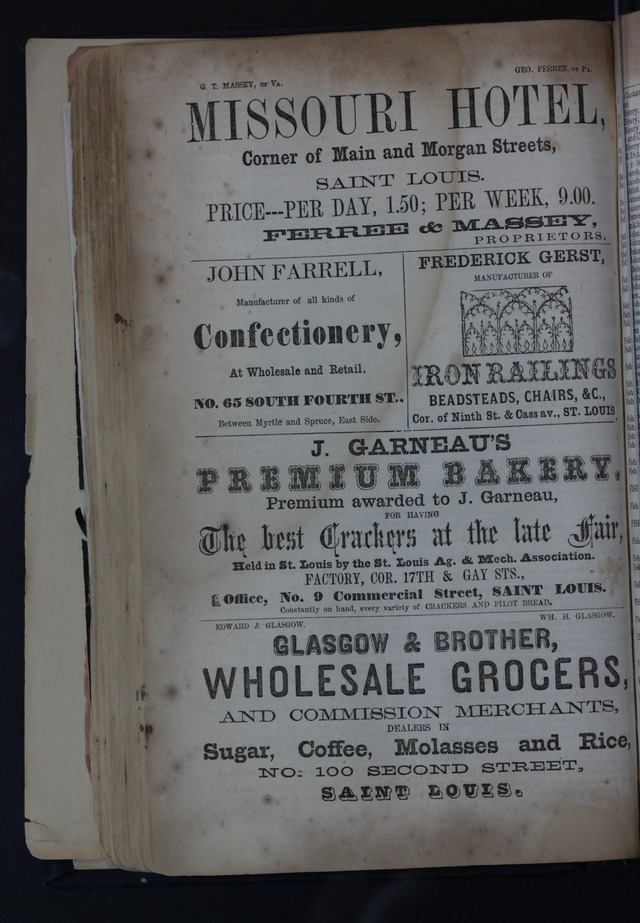 G. T. MASSEY, OF VA.
GEO. FERREE, OF PA.
MISSOURI HOTEL,
Corner of Main and Morgan Streets,
SAINT LOUIS.
PRICE---PER DAY, 1.50; PER WEEK, 9.00.
FERREE & MASSEY,
PROPRIETORS.
JOHN FARRELL,
Manufacturer of all kinds of
Confectionery,
At Wholesale and Retail.
NO. 65 SOUTH FOURTH ST..
Between Myrtle and Spruce, East Side.
FREDERICK GERST,
MANUFACTURER OF
IRON RAILINGS
BEADSTEADS, CHAIRS, &C.,
Cor. of Ninth St. & Cass av., ST. LOUIS
J. GARNEAU'S
PREMIUM BAKERY,
Premium awarded to J. Garneau,
FOR HAVING
The best Crackers at the late Fair,
Held in St. Louis by the St. Louis Ag. & Mech. Association.
FACTORY, COR. 17TH & GAY STS.,
Office, No. 9 Commercial Street, SAINT LOUIS.
Constantly on hand, every variety of CRACKERS AND PILOT BREAD.
EDWARD J. GLASGOW,
WM. H. GLASGOW.
GLASGOW & BROTHER,
WHOLESALE GROCERS,
AND COMMISSION MERCHANTS,
DEALERS IN
Sugar, Coffee, Molasses and Rice,
NO: 100 SECOND STREET,
SAINT LOUIS.